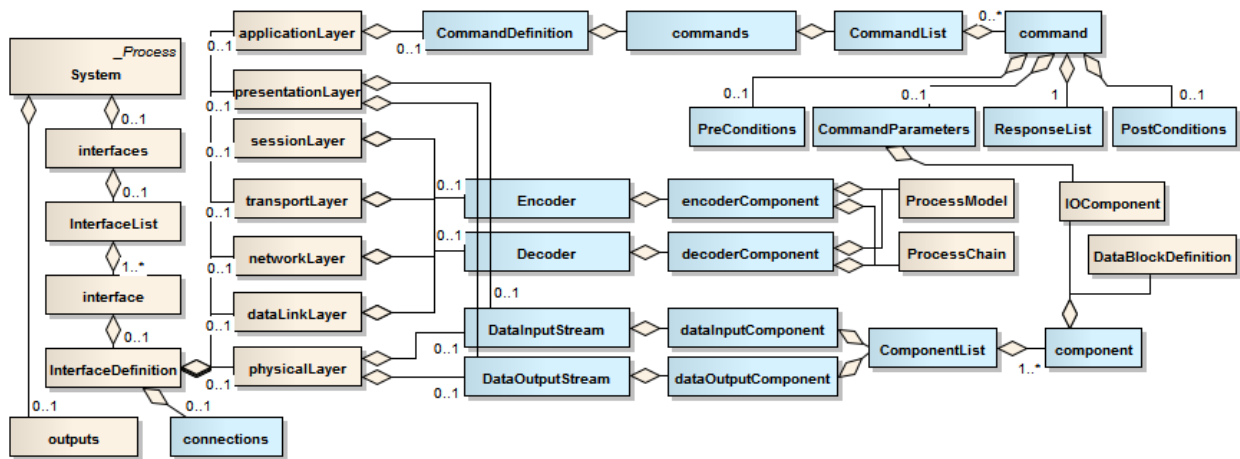 applicationLayer
CommandDefinition
commands
CommandList
0..*
command
0..1
0..1
_Process
System
presentationLayer
0..1
0..1
0..1
1
0..1
0..1
PreConditions
CommandParameters
ResponseList
PostConditions
sessionLayer
interfaces
0..1
0..1
0..1
0..1
transportLayer
Encoder
encoderComponent
ProcessModel
IOComponent
InterfaceList
0..1
0..1
networkLayer
Decoder
decoderComponent
ProcessChain
DataBlockDefinition
1..*
0..1
interface
dataLinkLayer
0..1
0..1
0..1
DataInputStream
dataInputComponent
ComponentList
component
0..1
InterfaceDefinition
physicalLayer
1..*
0..1
DataOutputStream
dataOutputComponent
0..1
0..1
0..1
outputs
connections